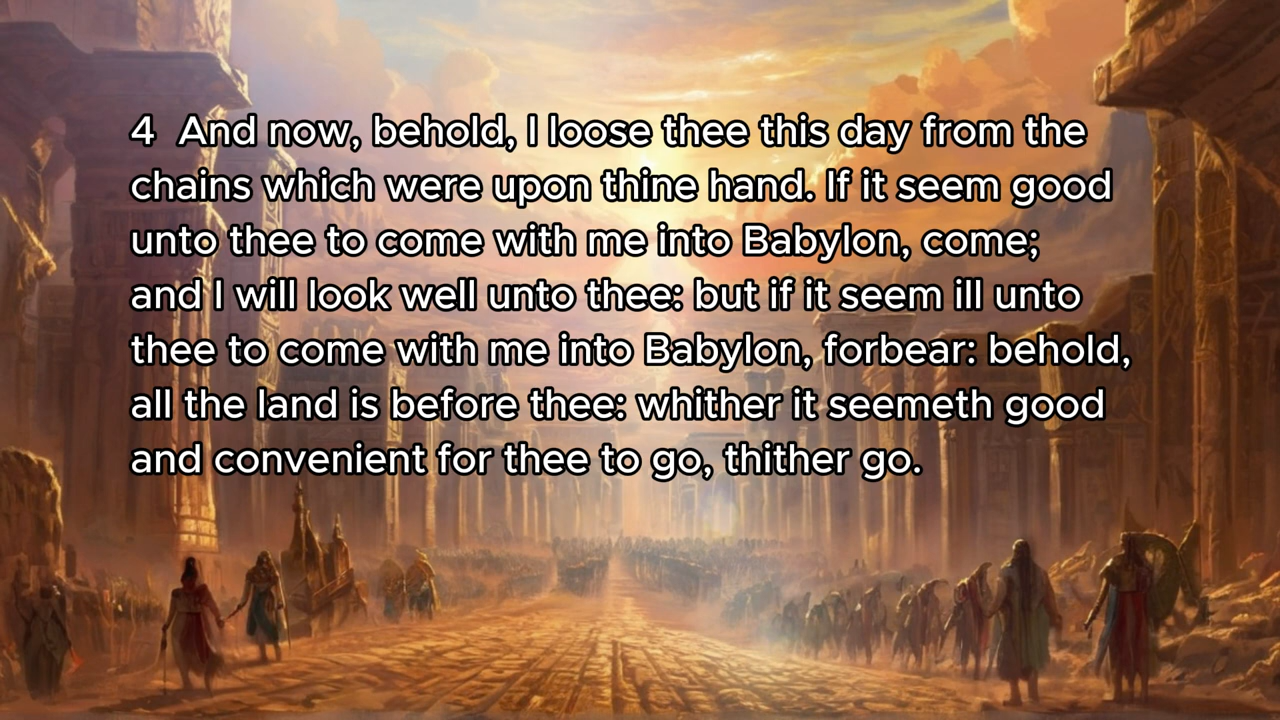 4 And now, behold, I loose thee this day from the
chains which were upon thine hand. If it seem good
unto thee to come with me into Babylon, come;
and I will look well unto thee: but if it seem ill unto
thee to come with me into Babylon, forbear: behold,
all the land is before thee: whither it seemeth good
and convenient for thee to go, thither go.